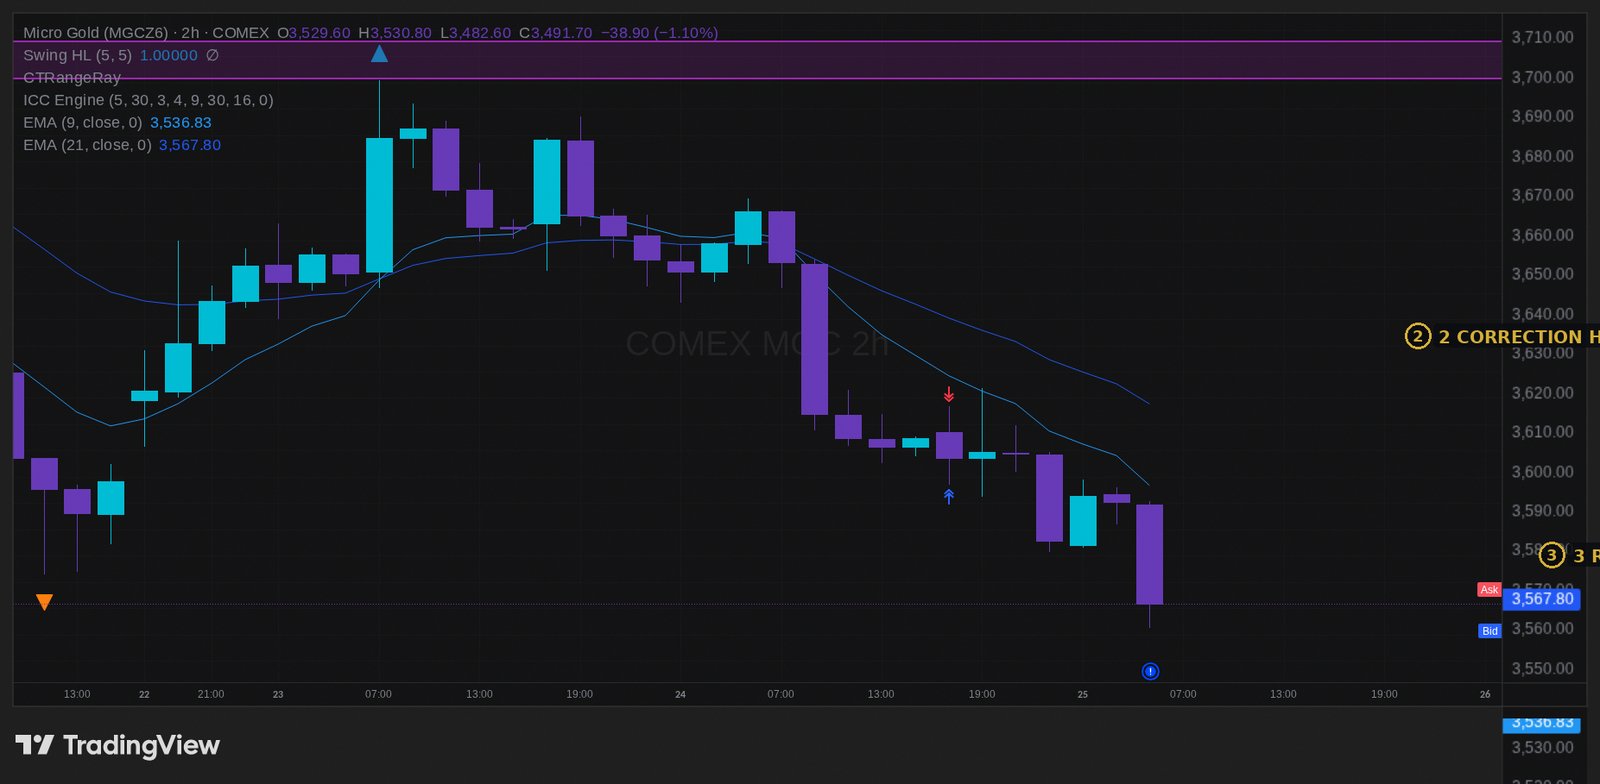 Micro Gold (MGCZ6) · 2h · COMEX O3,529.60 H3,530.80 L3,482.60 C3,491.70 −38.90 (−1.10%)
Swing HL (5, 5) 1.00000 ∅
CTRangeRay
ICC Engine (5, 30, 3, 4, 9, 30, 16, 0)
EMA (9, close, 0) 3,536.83
EMA (21, close, 0) 3,567.80
3,710.00
3,700.00
3,690.00
3,680.00
3,670.00
3,660.00
3,650.00
3,640.00
COMEX MGC 2h
2 2 CORRECTION H
3,630.00
3,620.00
3,610.00
3,600.00
3,590.00
3 3 R
Ask
3,570.00
3,567.80
3,560.00
Bid
3,550.00
13:00 22 21:00 23 07:00 13:00 19:00 24 07:00 13:00 19:00 25 07:00 13:00 19:00 26
3,536.83
TradingView
3,530.00